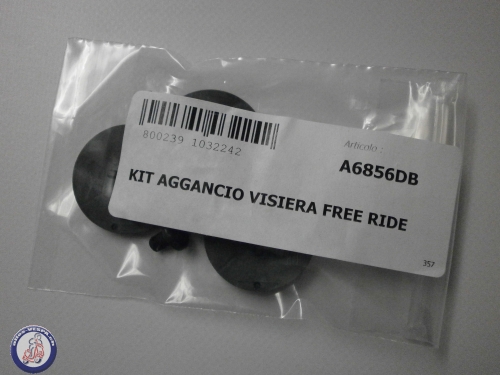 800239 1032242
Articolo :
A6856DB
KIT AGGANCIO VISIERA FREE RIDE
357